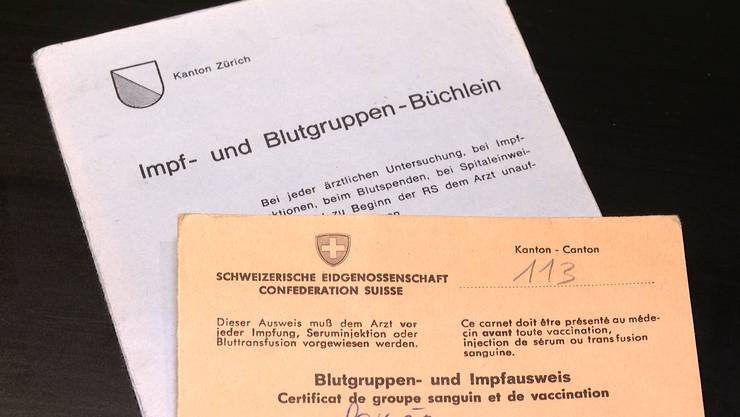 Kanton Zürich
Impf- und Blutgruppen-Büchlein
Bei jeder ärztlichen Untersuchung, bei Impf-
ktionen, beim Blutspenden, bei Spitaleinwei-
zu Beginn der RS dem Arzt unauf-
SCHWEIZERISCHE EIDGENOSSENSCHAFT
CONFEDERATION SUISSE
Kanton - Canton
113
Dieser Ausweis muß dem Arzt vor
jeder Impfung, Seruminjektion oder
Bluttransfusion vorgewiesen werden.
Ce carnet doit être présenté au méde-
cin avant toute vaccination,
injection de sérum ou transfusion
sanguine.
Blutgruppen- und Impfausweis
Certificat de groupe sanguin et de vaccination